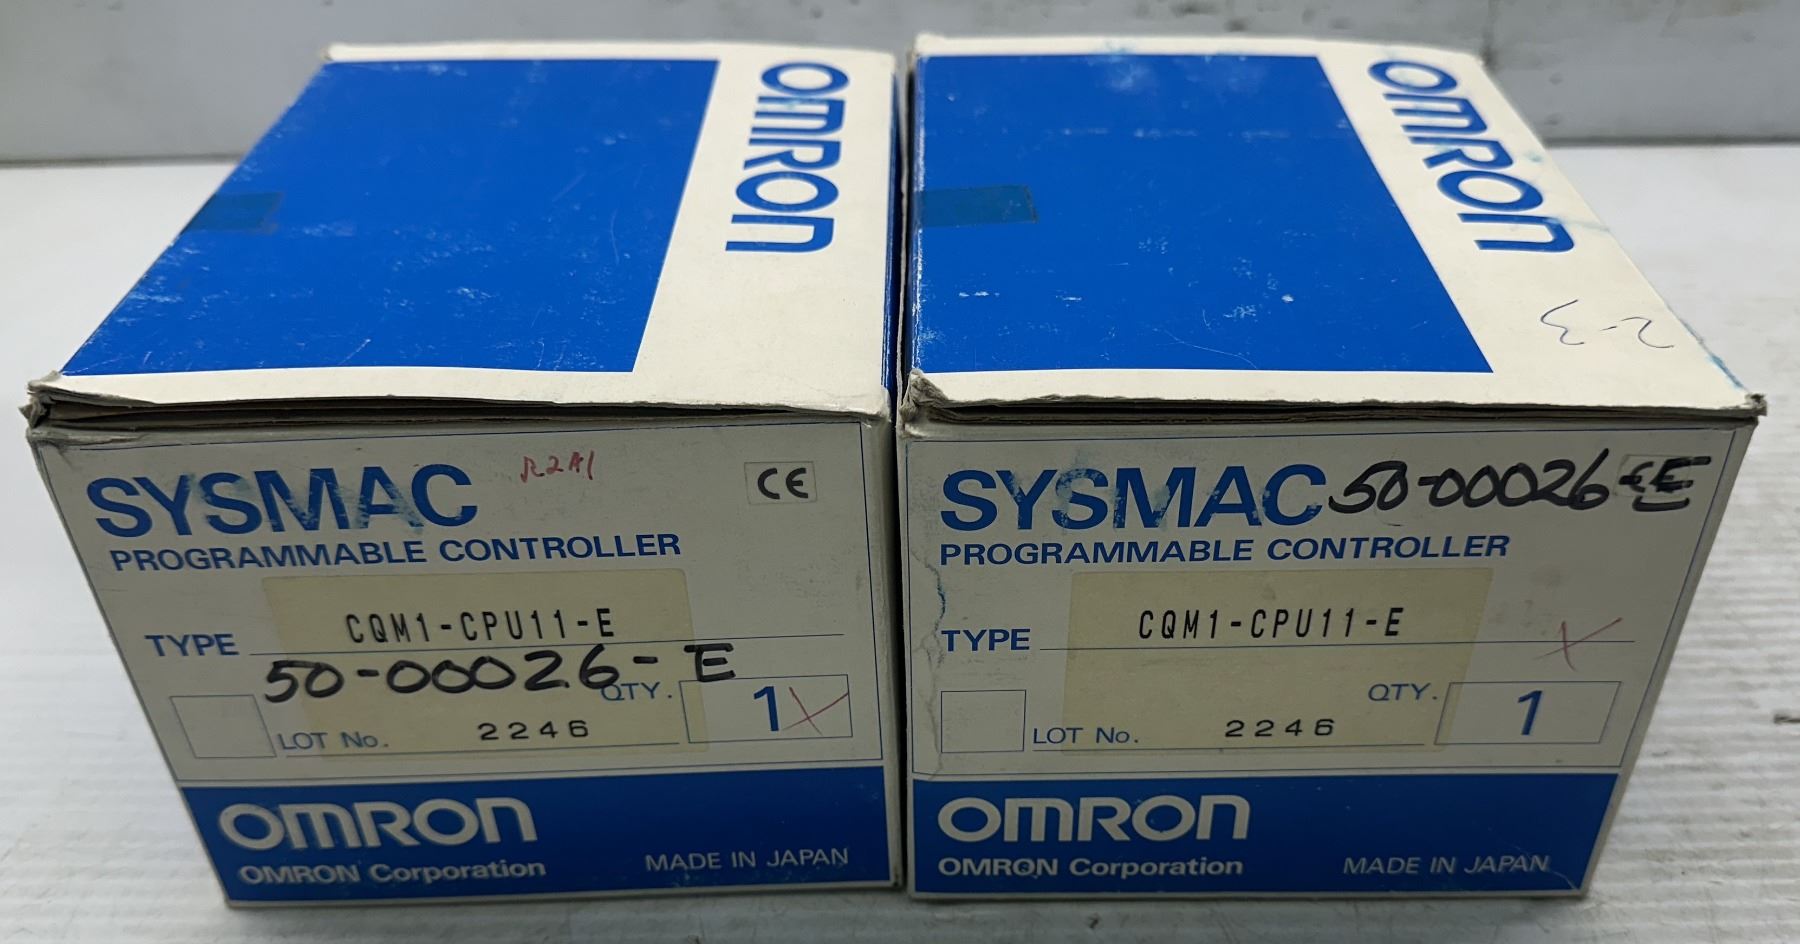 OMRON
OMRON
SYSMAC R2A1 CE
PROGRAMMABLE CONTROLLER
TYPE CQM1-CPU11-E
50-00026-E
QTY. 1
LOT No. 2246
OMRON
OMRON Corporation MADE IN JAPAN
SYSMAC 50-00026-E
PROGRAMMABLE CONTROLLER
TYPE CQM1-CPU11-E
QTY. 1
LOT No. 2246
OMRON
OMRON Corporation MADE IN JAPAN